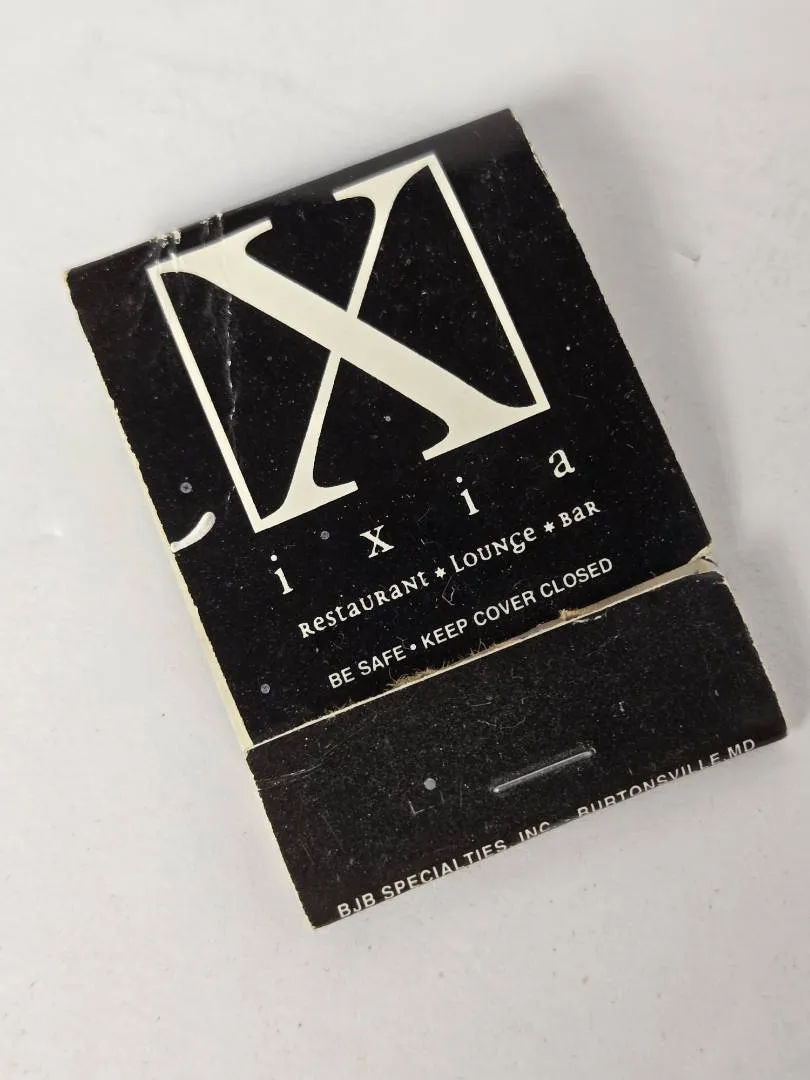 X
i x i a
Restaurant * Lounge * Bar
BE SAFE • KEEP COVER CLOSED
BJB SPECIALTIES, INC. BURTONSVILLE, MD